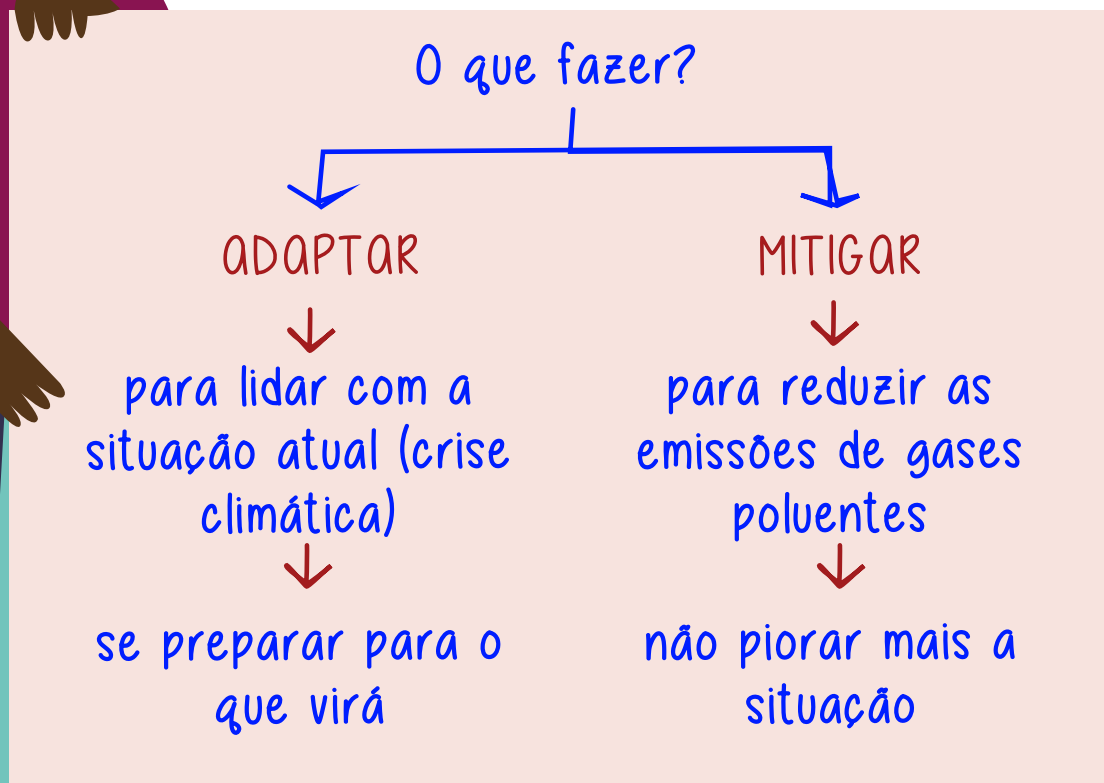 O que fazer?
ADAPTAR
para lidar com a
situação atual (crise
climática)
se preparar para o
que virá
MITIGAR
para reduzir as
emissões de gases
poluentes
não piorar mais a
situação